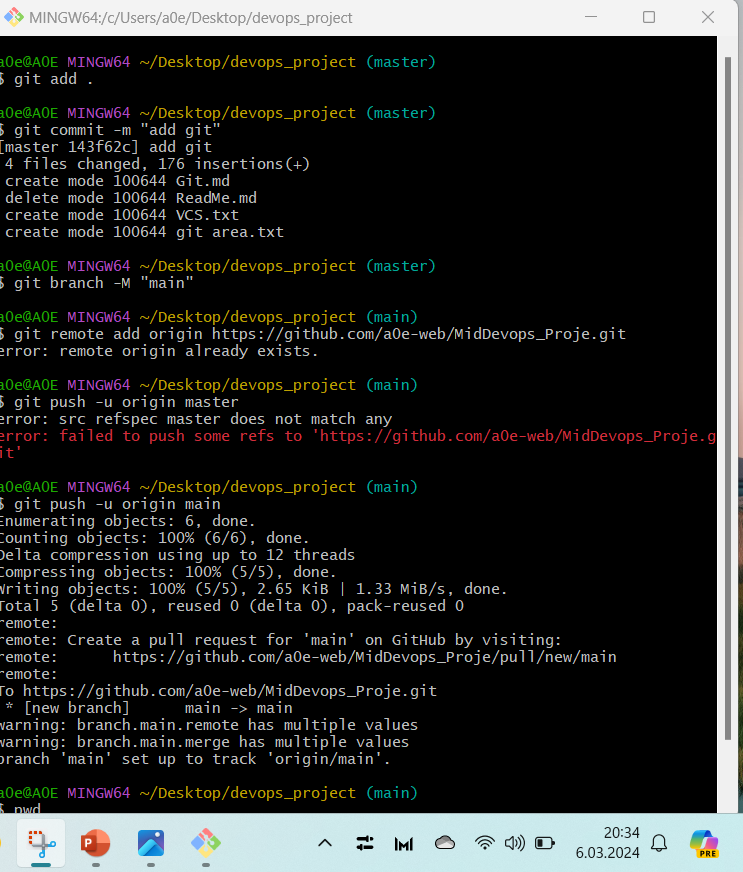 MINGW64:/c/Users/a0e/Desktop/devops_project
a0e@A0E MINGW64 ~/Desktop/devops_project (master)
$ git add .
a0e@A0E MINGW64 ~/Desktop/devops_project (master)
$ git commit -m "add git"
[master 143f62c] add git
4 files changed, 176 insertions(+)
create mode 100644 Git.md
delete mode 100644 ReadMe.md
create mode 100644 VCS.txt
create mode 100644 git area.txt
a0e@A0E MINGW64 ~/Desktop/devops_project (master)
$ git branch -M "main"
a0e@A0E MINGW64 ~/Desktop/devops_project (main)
$ git remote add origin https://github.com/a0e-web/MidDevops_Proje.git
error: remote origin already exists.
a0e@A0E MINGW64 ~/Desktop/devops_project (main)
$ git push -u origin master
error: src refspec master does not match any
error: failed to push some refs to 'https://github.com/a0e-web/MidDevops_Proje.g
it'
a0e@A0E MINGW64 ~/Desktop/devops_project (main)
$ git push -u origin main
Enumerating objects: 6, done.
Counting objects: 100% (6/6), done.
Delta compression using up to 12 threads
Compressing objects: 100% (5/5), done.
Writing objects: 100% (5/5), 2.65 KiB | 1.33 MiB/s, done.
Total 5 (delta 0), reused 0 (delta 0), pack-reused 0
remote:
remote: Create a pull request for 'main' on GitHub by visiting:
remote:      https://github.com/a0e-web/MidDevops_Proje/pull/new/main
remote:
To https://github.com/a0e-web/MidDevops_Proje.git
* [new branch]      main -> main
warning: branch.main.remote has multiple values
warning: branch.main.merge has multiple values
branch 'main' set up to track 'origin/main'.
a0e@A0E MINGW64 ~/Desktop/devops_project (main)
$ pwd
20:34
6.03.2024
PRE